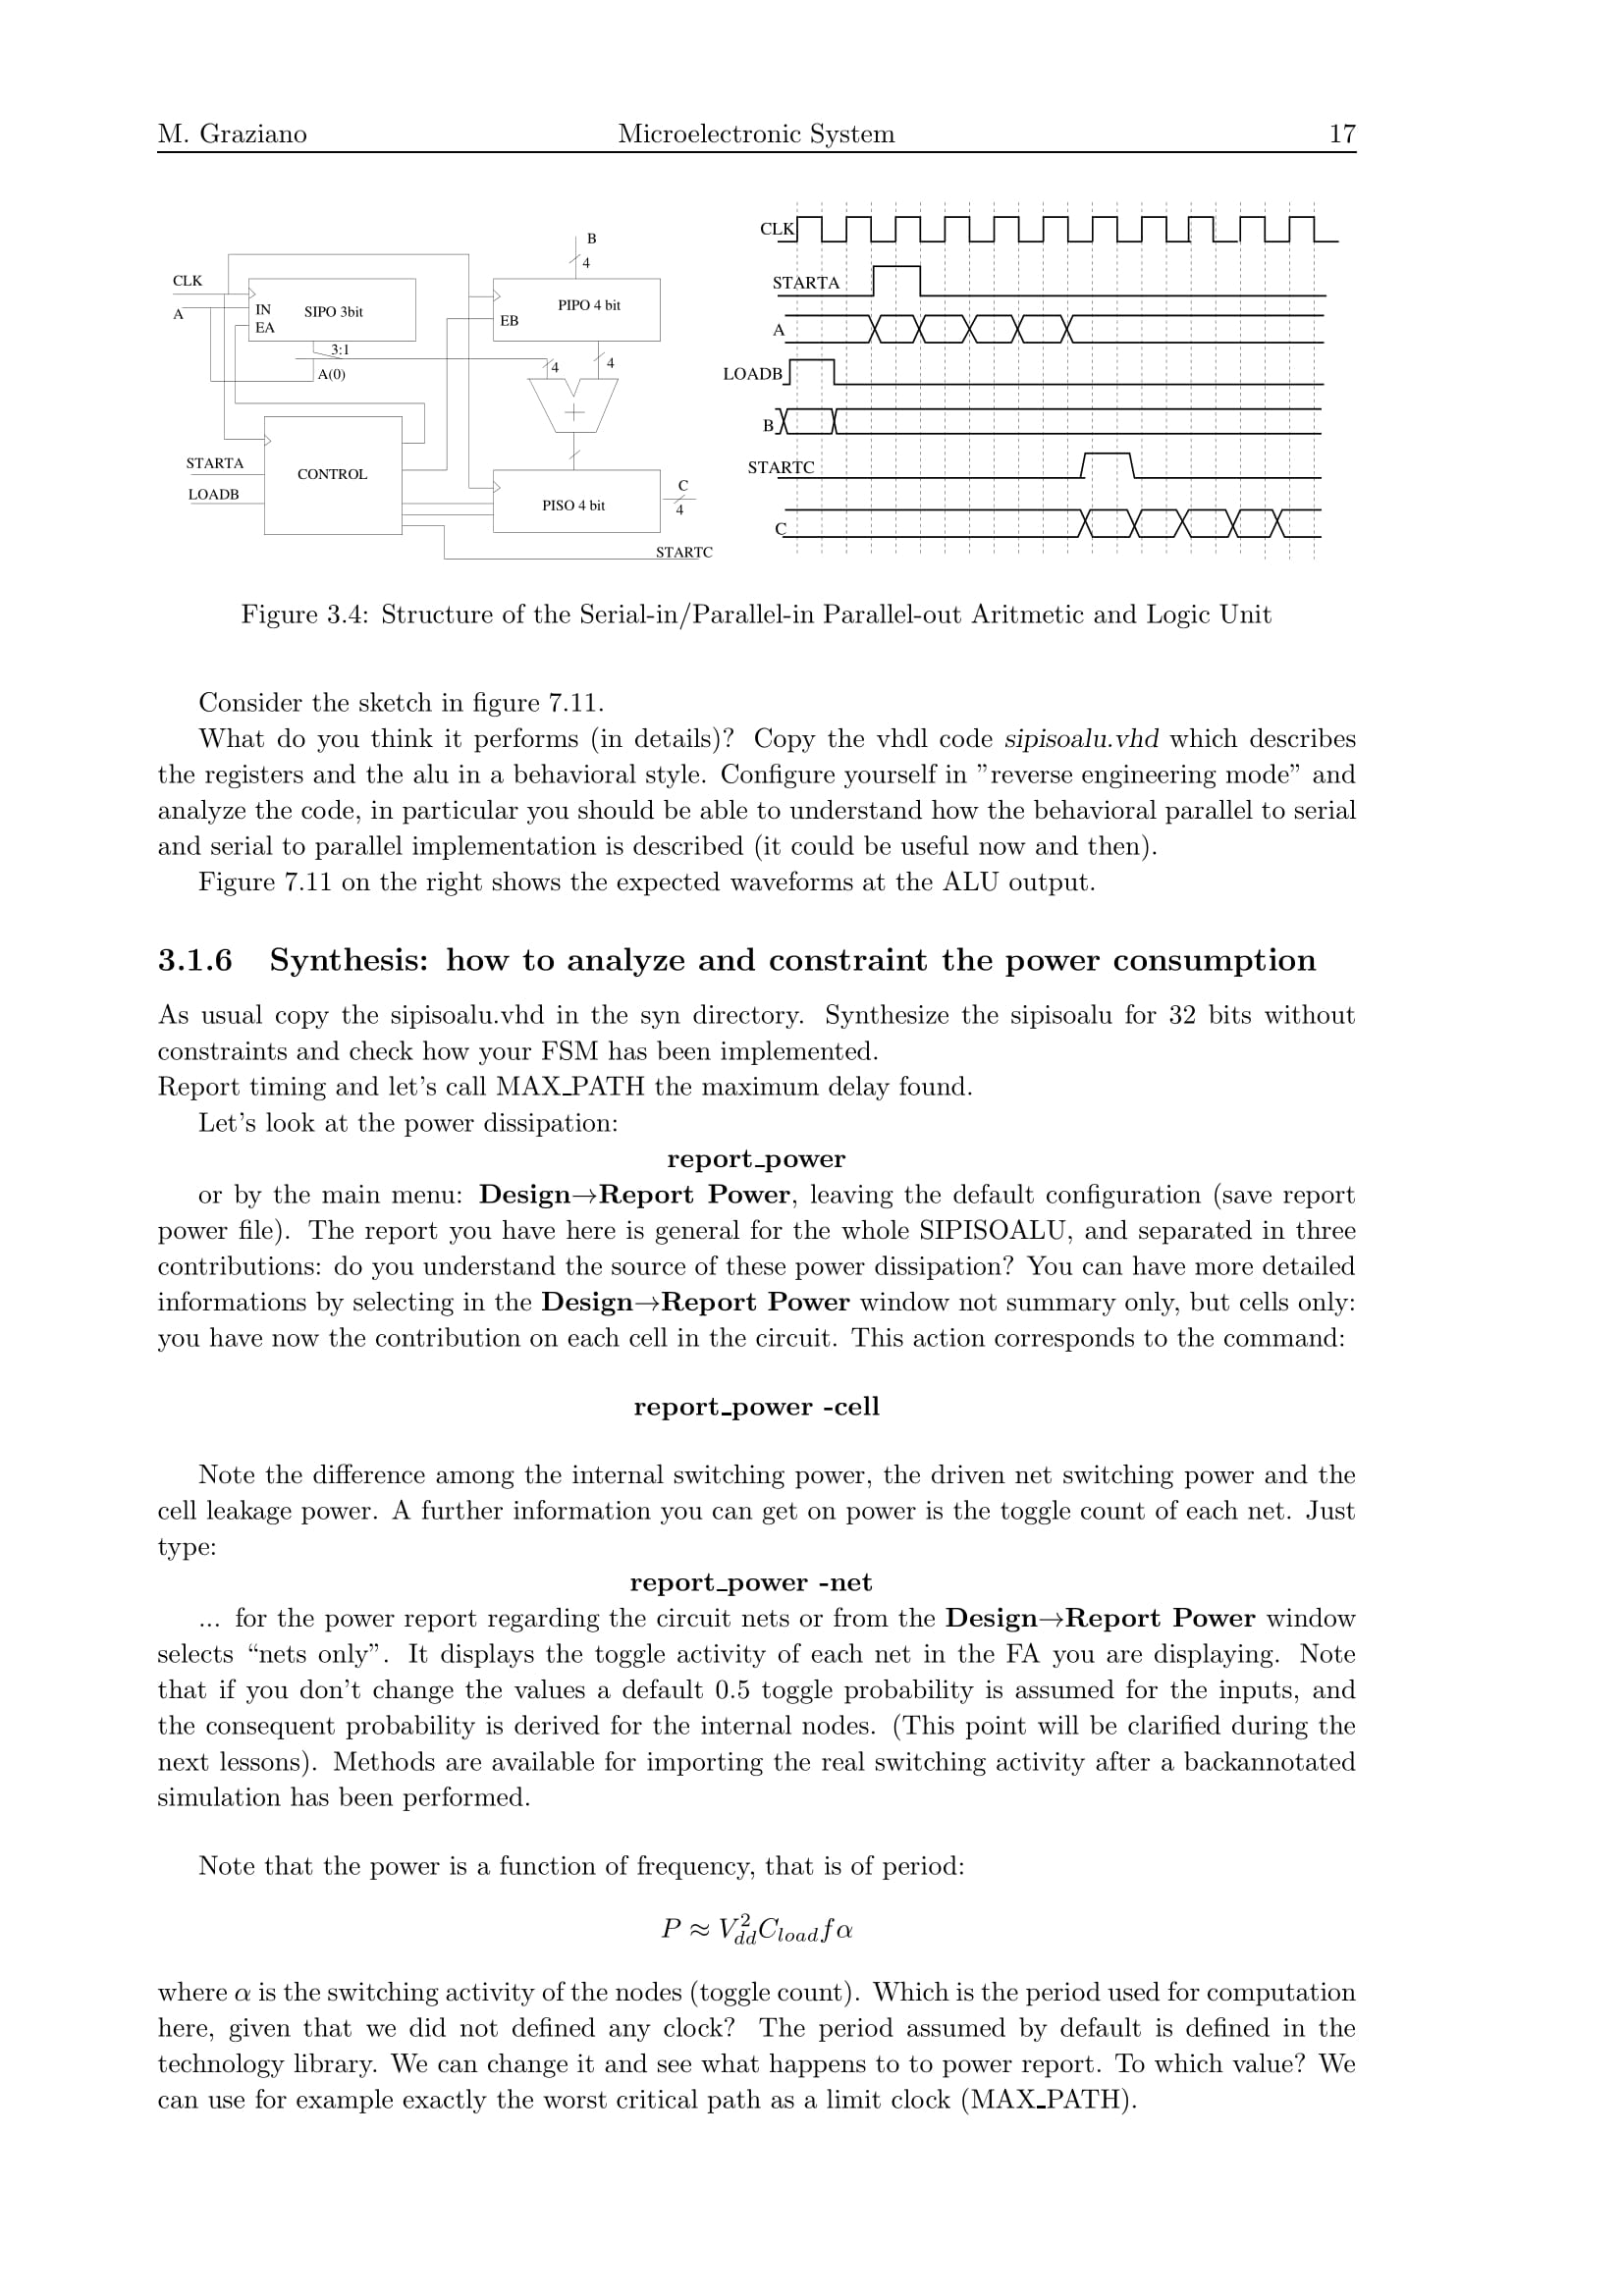 M. Graziano Microelectronic System 17
B
4
CLK
IN
SIPO 3bit
PIPO 4 bit
A
EA
EB
3:1
A(0)
4
4
+
STARTA
CONTROL
LOADB
PISO 4 bit
C
4
STARTC
CLK
STARTA
A
LOADB
B
STARTC
C
Figure 3.4: Structure of the Serial-in/Parallel-in Parallel-out Aritmetic and Logic Unit
Consider the sketch in figure 7.11.
What do you think it performs (in details)? Copy the vhdl code sipisoalu.vhd which describes
the registers and the alu in a behavioral style. Configure yourself in ”reverse engineering mode” and
analyze the code, in particular you should be able to understand how the behavioral parallel to serial
and serial to parallel implementation is described (it could be useful now and then).
Figure 7.11 on the right shows the expected waveforms at the ALU output.
3.1.6 Synthesis: how to analyze and constraint the power consumption
As usual copy the sipisoalu.vhd in the syn directory. Synthesize the sipisoalu for 32 bits without
constraints and check how your FSM has been implemented.
Report timing and let’s call MAX_PATH the maximum delay found.
Let’s look at the power dissipation:
report_power
or by the main menu: Design→Report Power, leaving the default configuration (save report
power file). The report you have here is general for the whole SIPISOALU, and separated in three
contributions: do you understand the source of these power dissipation? You can have more detailed
informations by selecting in the Design→Report Power window not summary only, but cells only:
you have now the contribution on each cell in the circuit. This action corresponds to the command:
report_power -cell
Note the difference among the internal switching power, the driven net switching power and the
cell leakage power. A further information you can get on power is the toggle count of each net. Just
type:
report_power -net
... for the power report regarding the circuit nets or from the Design→Report Power window
selects “nets only”. It displays the toggle activity of each net in the FA you are displaying. Note
that if you don’t change the values a default 0.5 toggle probability is assumed for the inputs, and
the consequent probability is derived for the internal nodes. (This point will be clarified during the
next lessons). Methods are available for importing the real switching activity after a backannotated
simulation has been performed.
Note that the power is a function of frequency, that is of period:
P ≈ V²dd Cload f α
where α is the switching activity of the nodes (toggle count). Which is the period used for computation
here, given that we did not defined any clock? The period assumed by default is defined in the
technology library. We can change it and see what happens to to power report. To which value? We
can use for example exactly the worst critical path as a limit clock (MAX_PATH).